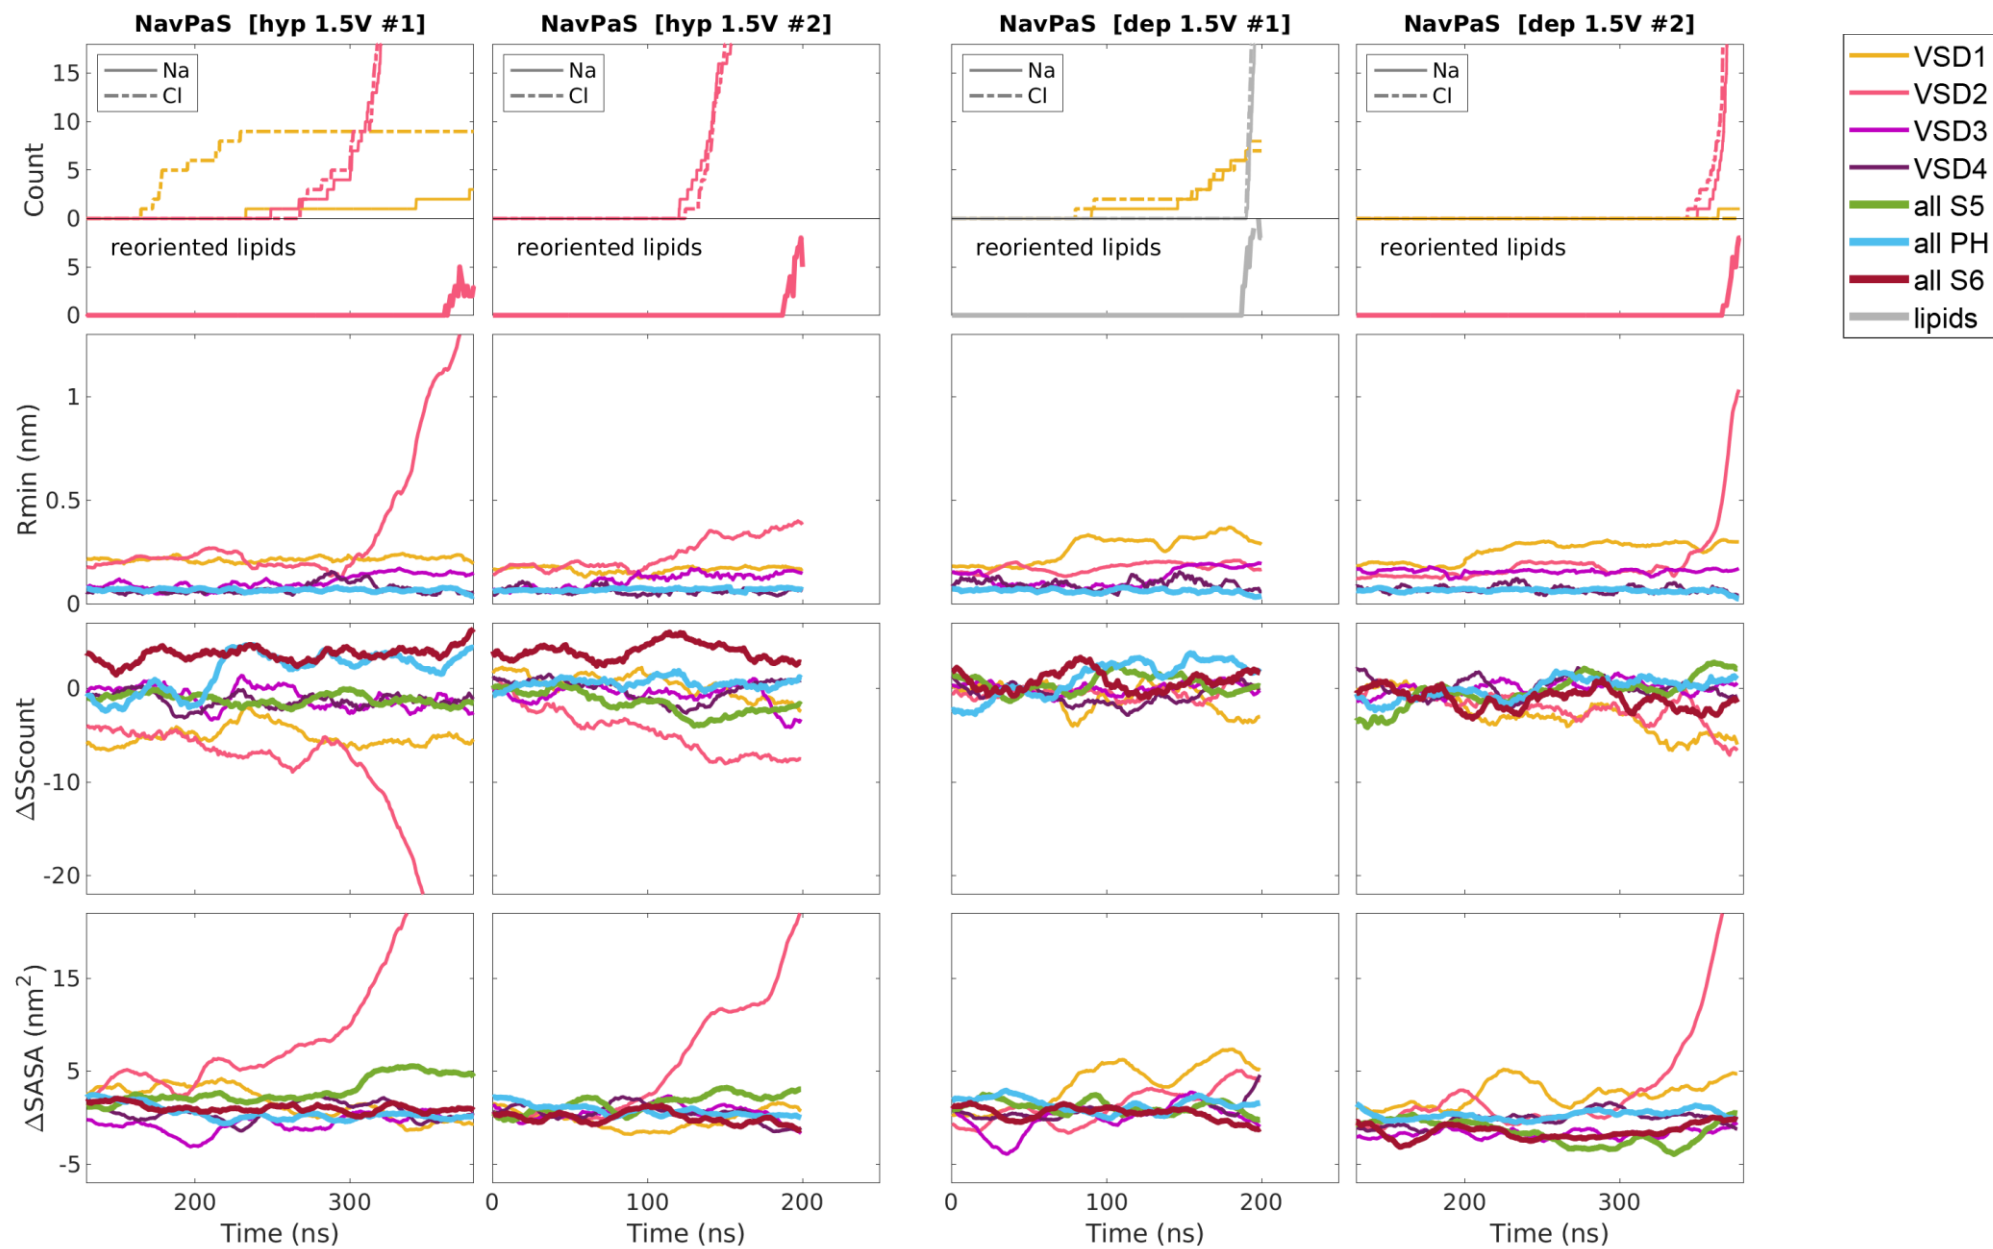 NavPaS [hyp 1.5V #1]
NavPaS [hyp 1.5V #2]
NavPaS [dep 1.5V #1]
NavPaS [dep 1.5V #2]
Na
Cl
Na
Cl
Na
Cl
Na
Cl
VSD1
VSD2
VSD3
VSD4
all S5
all PH
all S6
lipids
Count
15
10
5
0
reoriented lipids
reoriented lipids
reoriented lipids
reoriented lipids
5
0
Rmin (nm)
1
0.5
0
ΔSScount
0
-10
-20
ΔSASA (nm²)
15
5
-5
200
300
0
100
200
0
100
200
200
300
Time (ns)
Time (ns)
Time (ns)
Time (ns)